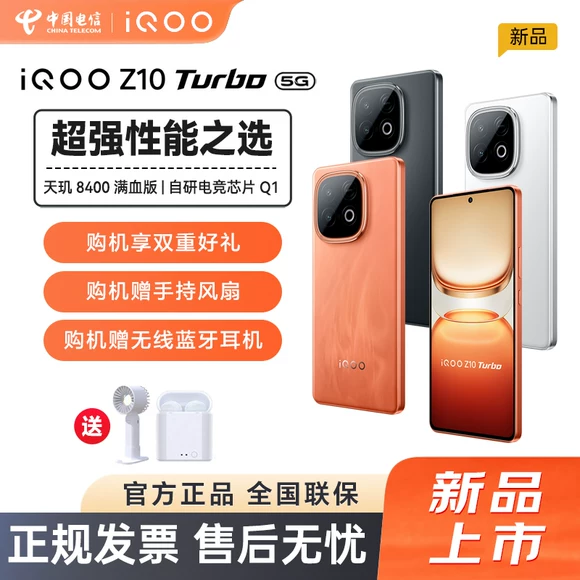 中国电信
CHINA TELECOM
iQOO
新品
iQOO Z10 Turbo 5G
超强性能之选
天玑 8400 满血版 | 自研电竞芯片 Q1
购机享双重好礼
购机赠手持风扇
购机赠无线蓝牙耳机
iQOO
iQOO Z10 Turbo
送
官方正品 全国联保
正规发票 售后无忧
新品
上市